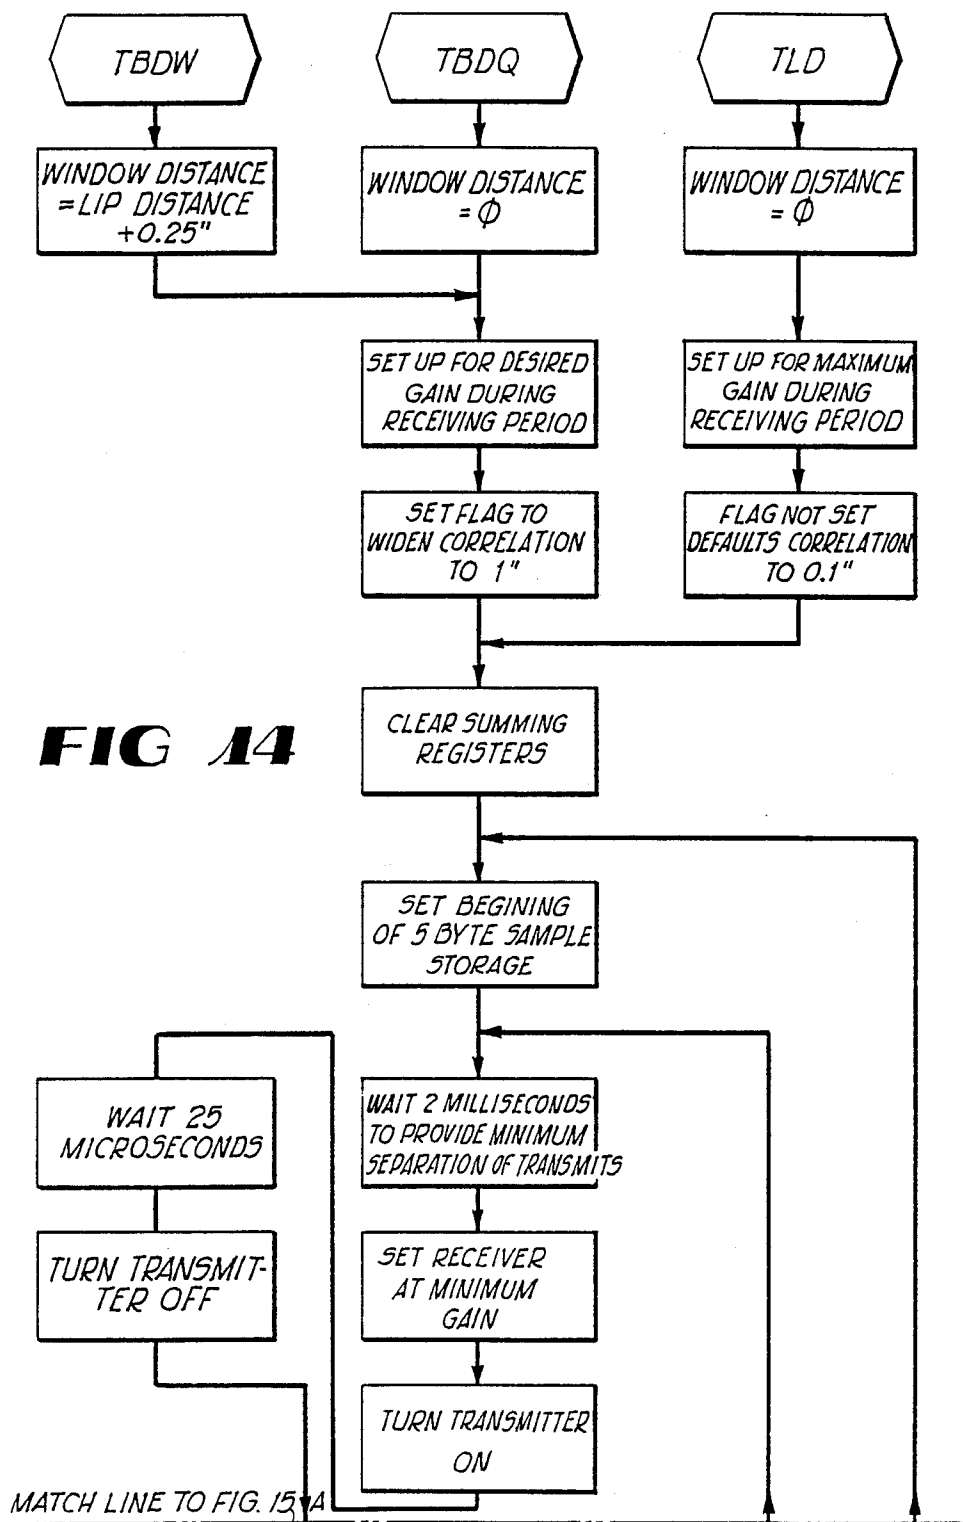 TBDW
TBDQ
TLD
WINDOW DISTANCE
=LIP DISTANCE
+0.25"
WINDOW DISTANCE
=Φ
WINDOW DISTANCE
=Φ
SET UP FOR DESIRED
GAIN DURING
RECEIVING PERIOD
SET UP FOR MAXIMUM
GAIN DURING
RECEIVING PERIOD
SET FLAG TO
WIDEN CORRELATION
TO 1"
FLAG NOT SET
DEFAULTS CORRELATION
TO 0.1"
FIG 14
CLEAR SUMMING
REGISTERS
SET BEGINING
OF 5 BYTE SAMPLE
STORAGE
WAIT 2 MILLISECONDS
TO PROVIDE MINIMUM
SEPARATION OF TRANSMITS
SET RECEIVER
AT MINIMUM
GAIN
TURN TRANSMITTER
ON
WAIT 25
MICROSECONDS
TURN TRANSMIT-
TER OFF
MATCH LINE TO FIG. 15A